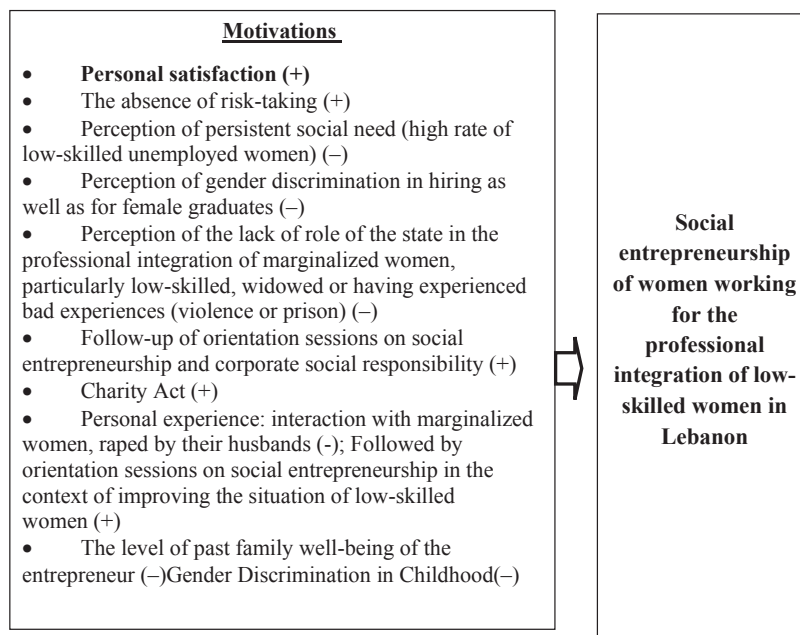 Motivations
• Personal satisfaction (+)
• The absence of risk-taking (+)
• Perception of persistent social need (high rate of
low-skilled unemployed women) (–)
• Perception of gender discrimination in hiring as
well as for female graduates (–)
• Perception of the lack of role of the state in the
professional integration of marginalized women,
particularly low-skilled, widowed or having experienced
bad experiences (violence or prison) (–)
• Follow-up of orientation sessions on social
entrepreneurship and corporate social responsibility (+)
• Charity Act (+)
• Personal experience: interaction with marginalized
women, raped by their husbands (-); Followed by
orientation sessions on social entrepreneurship in the
context of improving the situation of low-skilled
women (+)
• The level of past family well-being of the
entrepreneur (–)Gender Discrimination in Childhood(–)
Social
entrepreneurship
of women working
for the
professional
integration of low-
skilled women in
Lebanon